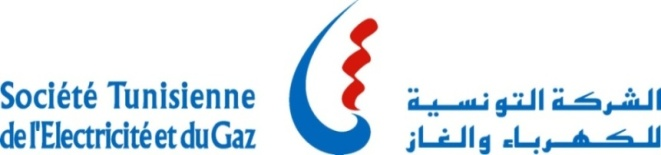 Société Tunisienne
de l'Electricité et du Gaz
الشركة التونسية
للكهرباء والغاز